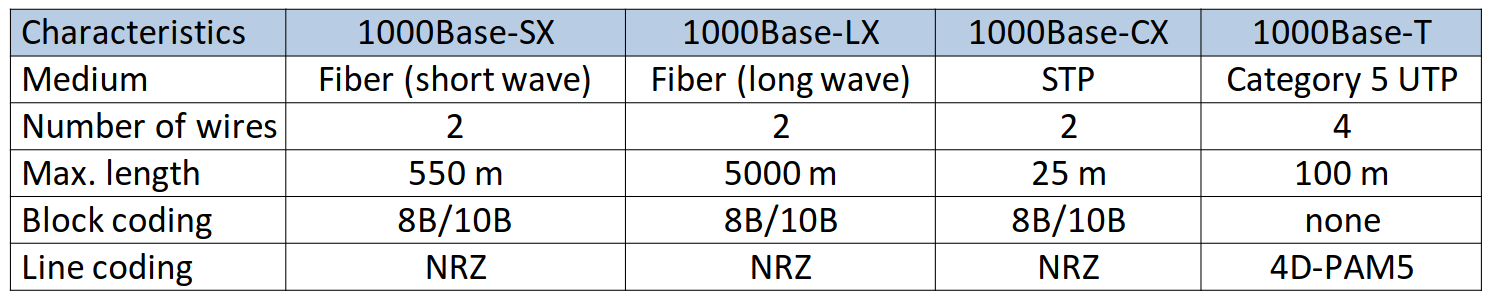 Characteristics 1000Base-SX 1000Base-LX 1000Base-CX 1000Base-T
Medium Fiber (short wave) Fiber (long wave) STP Category 5 UTP
Number of wires 2 2 2 4
Max. length 550 m 5000 m 25 m 100 m
Block coding 8B/10B 8B/10B 8B/10B none
Line coding NRZ NRZ NRZ 4D-PAM5